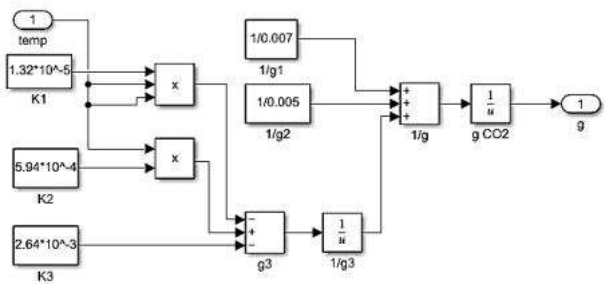 1
temp
1.32*10^-5
K1
x
1/0.007
1/g1
1/0.005
1/g2
+
+
+
1/g
1
u
g CO2
1
g
x
5.94*10^-4
K2
−
+
−
g3
1
u
1/g3
2.64*10^-3
K3